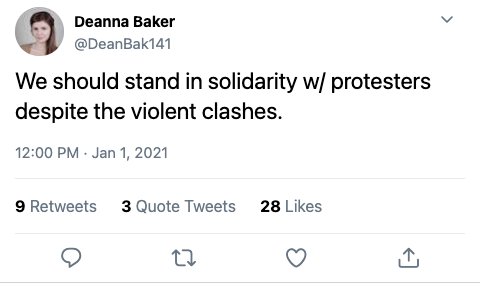 Deanna Baker
@DeanBak141
We should stand in solidarity w/ protesters
despite the violent clashes.
12:00 PM · Jan 1, 2021
9 Retweets 3 Quote Tweets 28 Likes